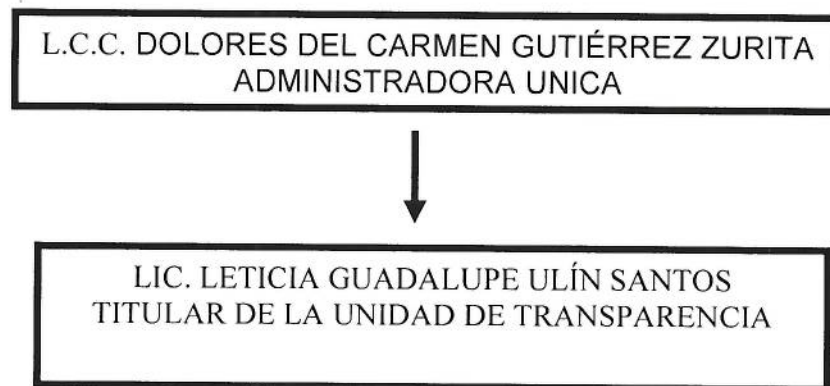 L.C.C. DOLORES DEL CARMEN GUTIÉRREZ ZURITA
ADMINISTRADORA UNICA
LIC. LETICIA GUADALUPE ULÍN SANTOS
TITULAR DE LA UNIDAD DE TRANSPARENCIA